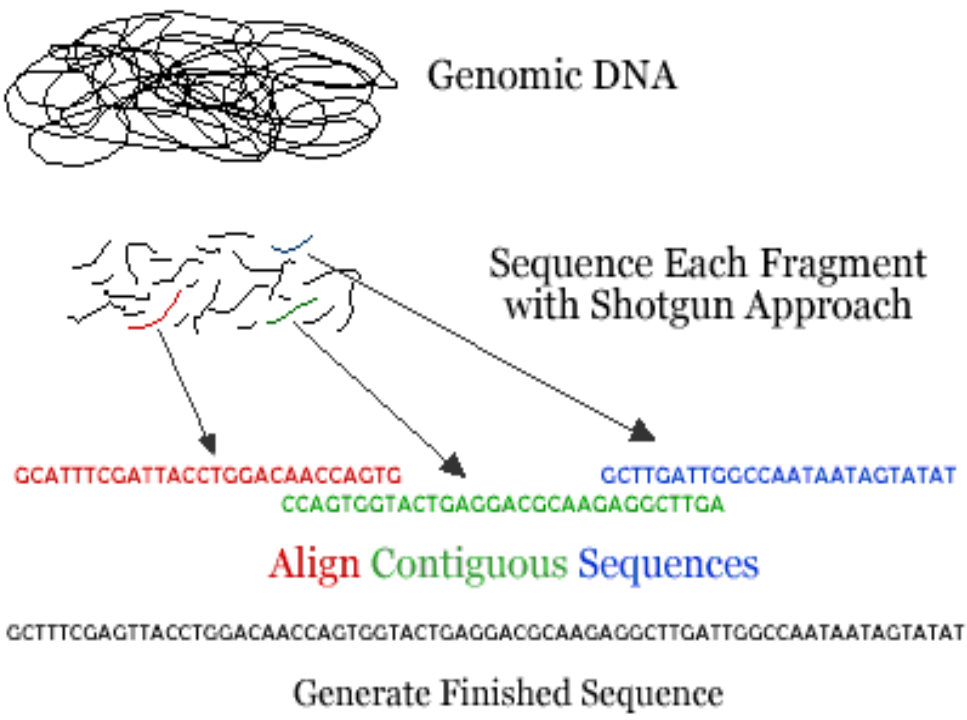 Genomic DNA
Sequence Each Fragment
with Shotgun Approach
GCATTTCGATTACCTGGACAACCAGTG
GCTTGATTGGCCAATAATAGTATAT
CCAGTGGTACTGAGGACGCAAGAGGCTTGA
Align Contiguous Sequences
GCTTTCGAGTTACCTGGACAACCAGTGGTACTGAGGACGCAAGAGGCTTGATTGGCCAATAATAGTATAT
Generate Finished Sequence